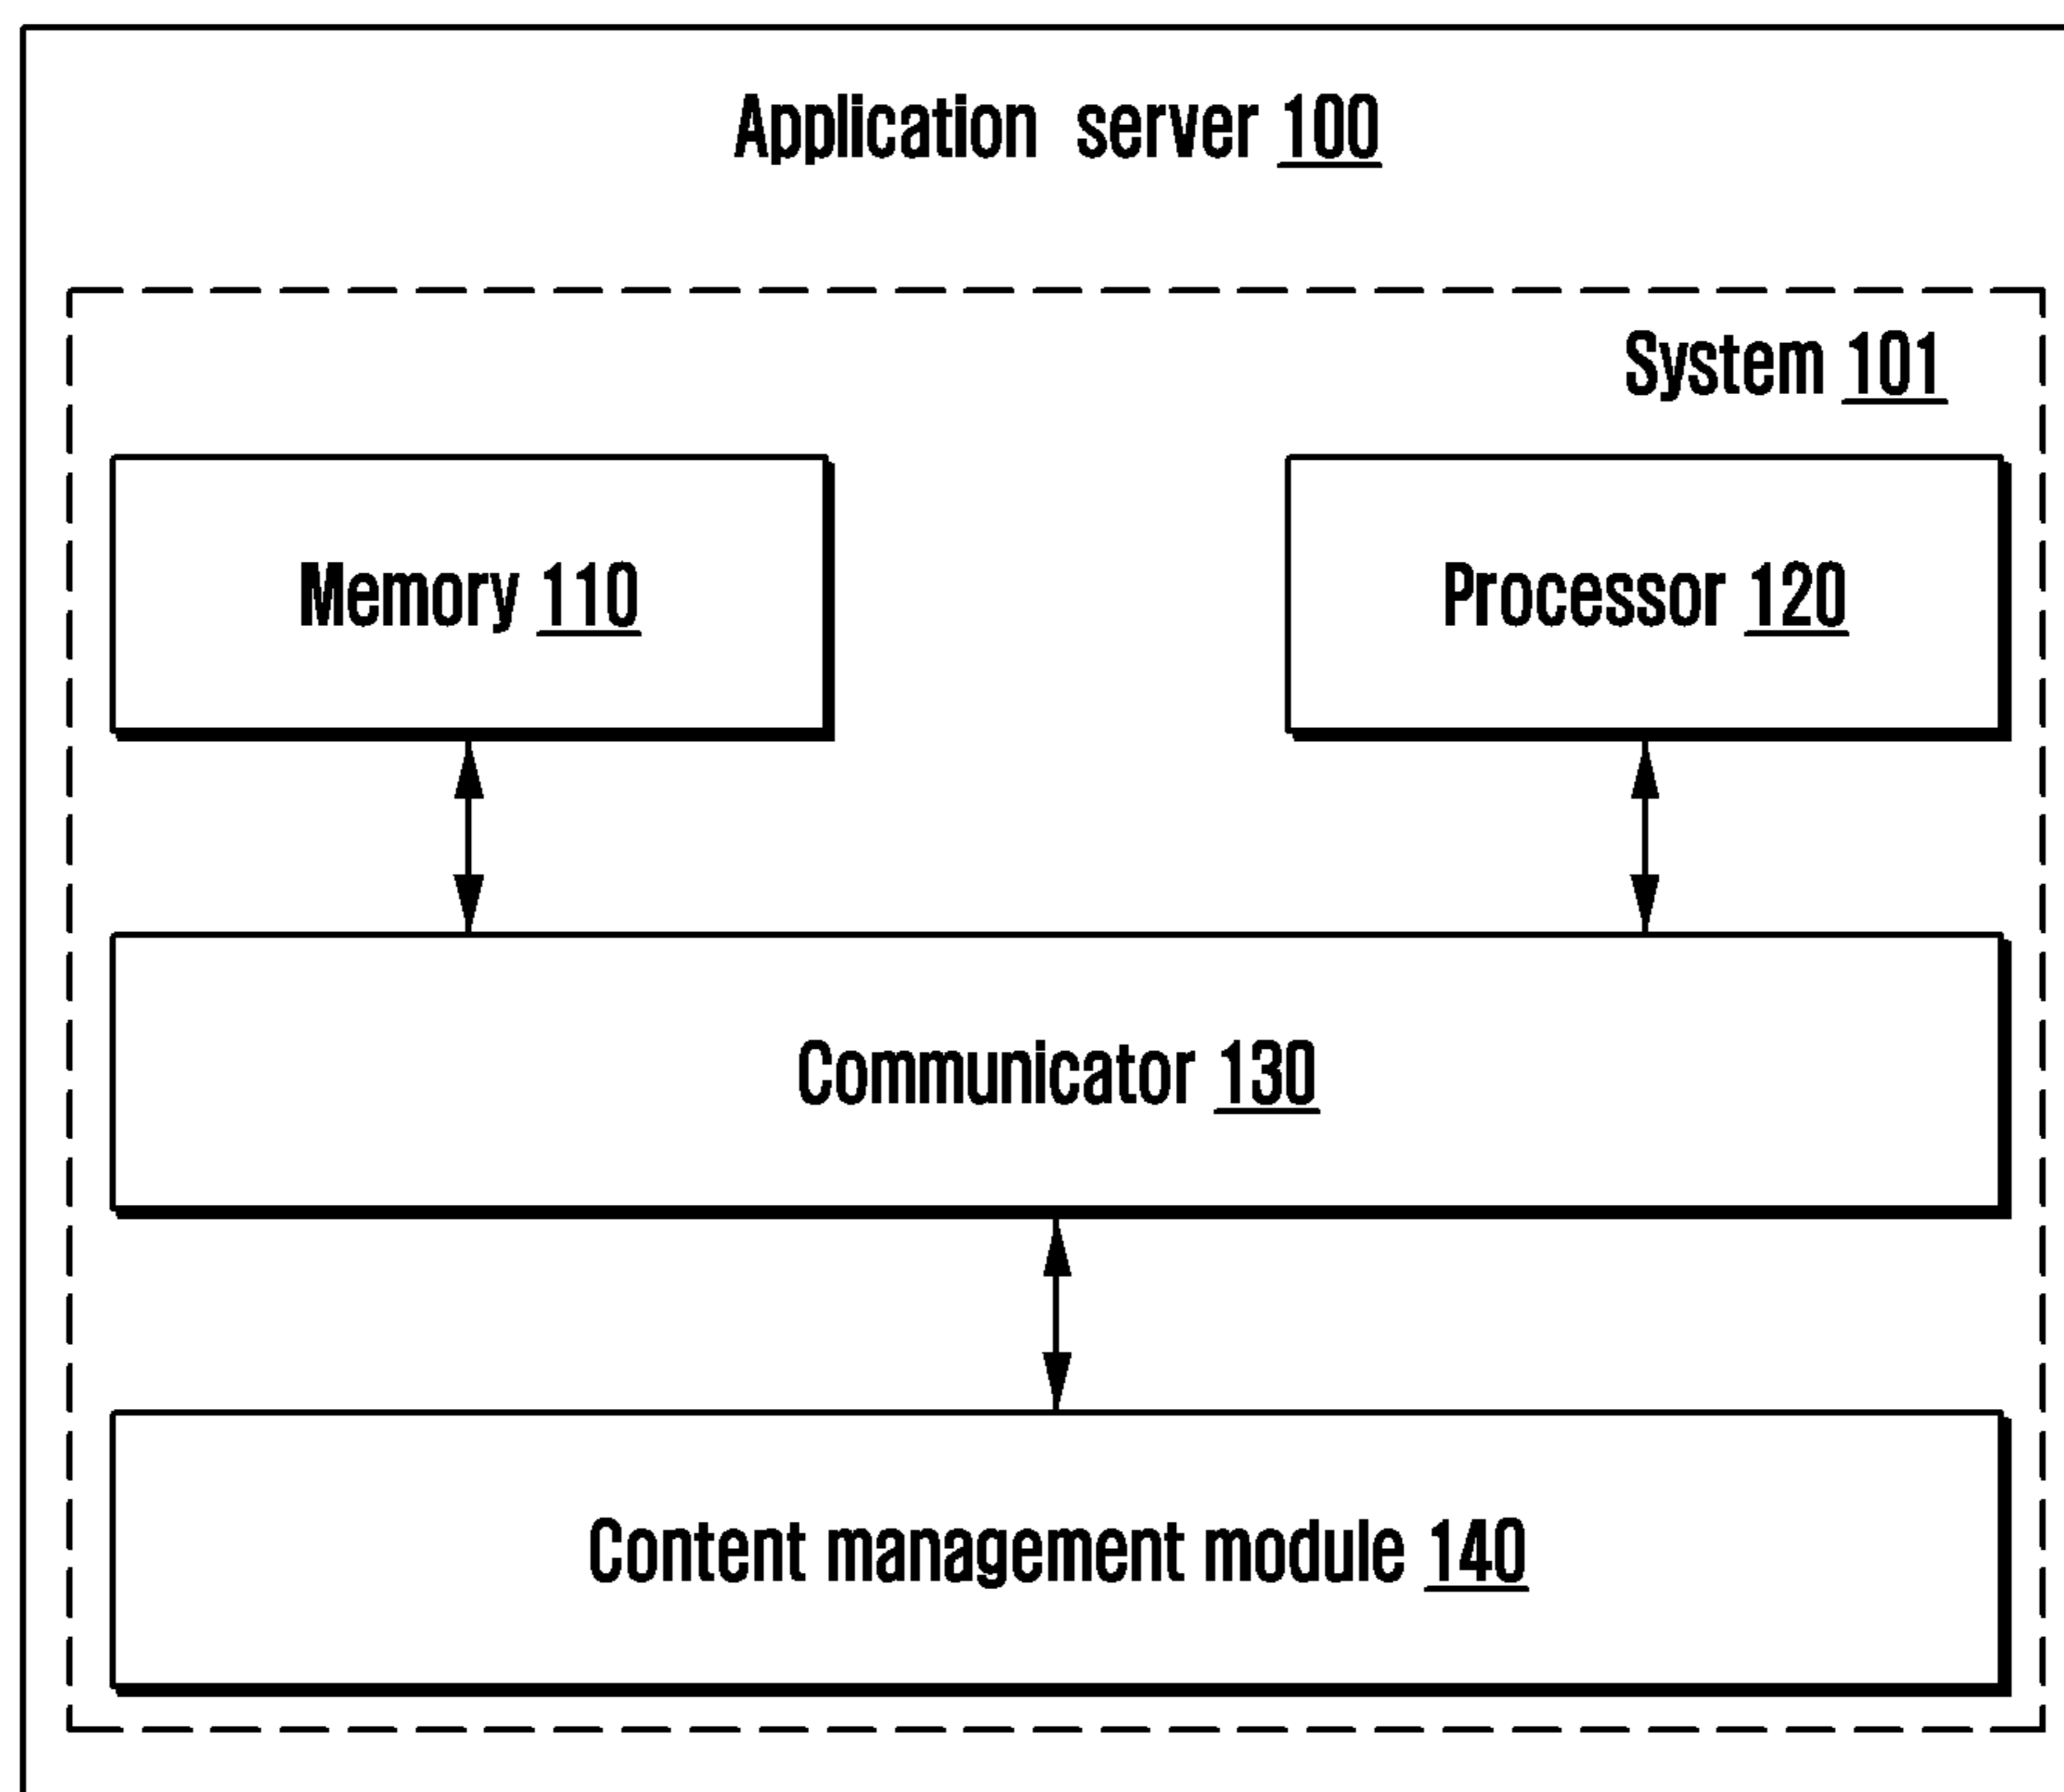 Application server 100
System 101
Memory 110
Processor 120
Communicator 130
Content management module 140